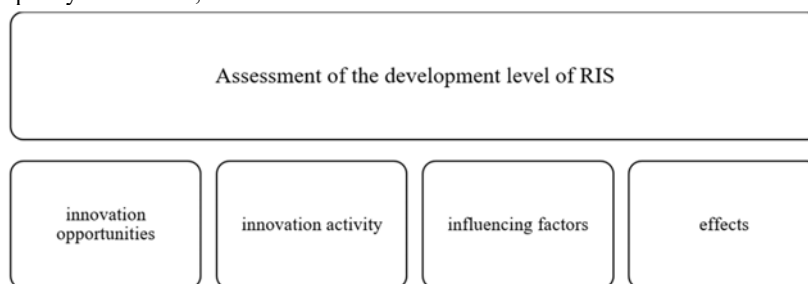 Assessment of the development level of RIS
innovation
opportunities
innovation activity
influencing factors
effects